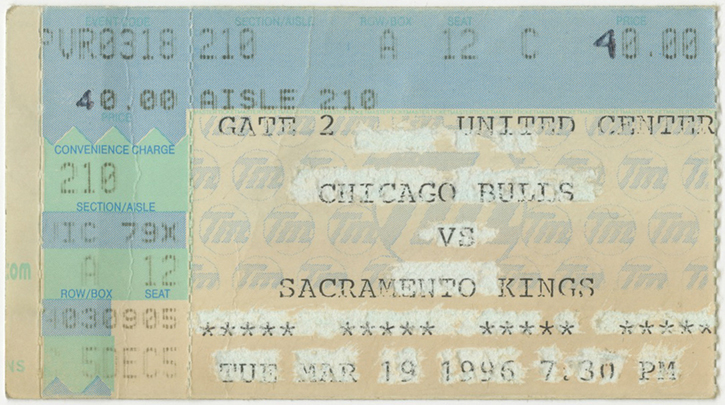 EVENT CODE SECTION/AISLE ROW/BOX SEAT PRICE
PVR0318 210 A 12 C 40.00
40.00 AISLE 210
PRICE
GATE 2 UNITED CENTER
CONVENIENCE CHARGE
210
CHICAGO BULLS
SECTION/AISLE
VS
A 12
.com
SACRAMENTO KINGS
ROW/BOX SEAT
4030905
***** ***** ***** *****
TUE MAR 19 1996 7:30 PM